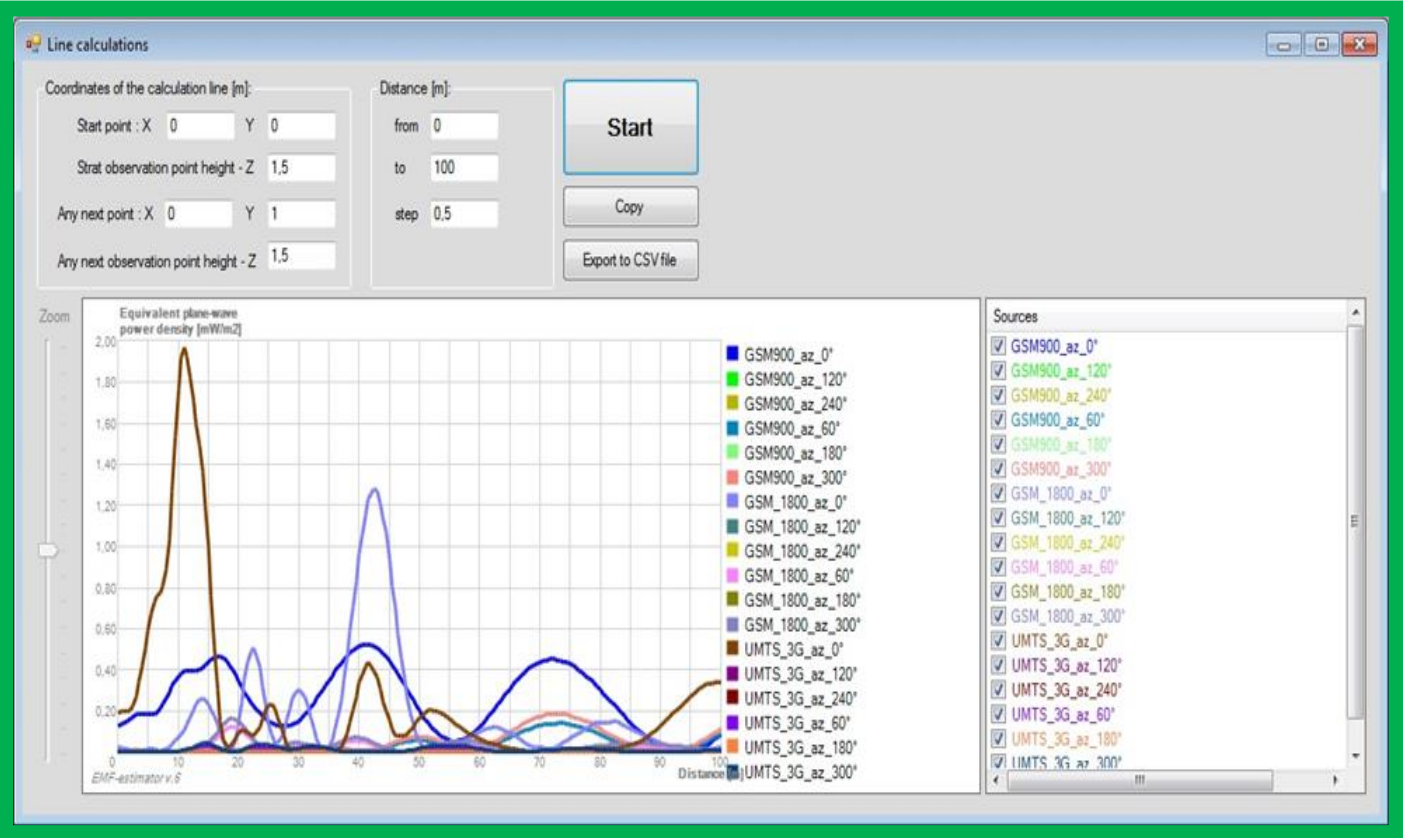 Line calculations
Coordinates of the calculation line [m]:
Start point : X 0 Y 0
Strat observation point height - Z 1,5
Any next point : X 0 Y 1
Any next observation point height - Z 1,5
Distance [m]:
from 0
to 100
step 0,5
Start
Copy
Export to CSV file
Zoom
Equivalent plane-wave
power density [mW/m2]
2,00
1,80
1,60
1,40
1,20
1,00
0,80
0,60
0,40
0,20
0 10 20 30 40 50 60 70 80 90 100
Distance [m]
EMF-estimator v.6
GSM900_az_0°
GSM900_az_120°
GSM900_az_240°
GSM900_az_60°
GSM900_az_180°
GSM900_az_300°
GSM_1800_az_0°
GSM_1800_az_120°
GSM_1800_az_240°
GSM_1800_az_60°
GSM_1800_az_180°
GSM_1800_az_300°
UMTS_3G_az_0°
UMTS_3G_az_120°
UMTS_3G_az_240°
UMTS_3G_az_60°
UMTS_3G_az_180°
UMTS_3G_az_300°
Sources
GSM900_az_0°
GSM900_az_120°
GSM900_az_240°
GSM900_az_60°
GSM900_az_180°
GSM900_az_300°
GSM_1800_az_0°
GSM_1800_az_120°
GSM_1800_az_240°
GSM_1800_az_60°
GSM_1800_az_180°
GSM_1800_az_300°
UMTS_3G_az_0°
UMTS_3G_az_120°
UMTS_3G_az_240°
UMTS_3G_az_60°
UMTS_3G_az_180°
UMTS_3G_az_300°